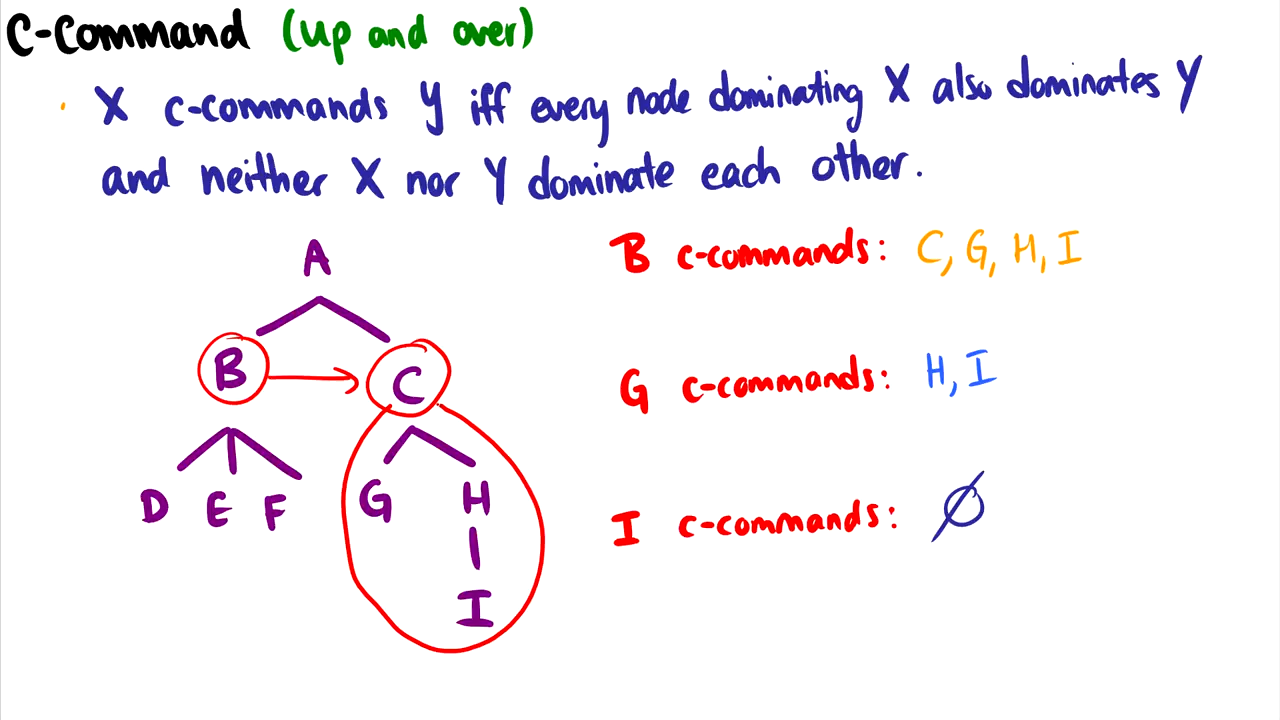 C-Command (up and over)
X c-commands Y iff every node dominating X also dominates Y
and neither X nor Y dominate each other.
A
B c-commands: C, G, H, I
B C
G c-commands: H, I
D E F G H
I c-commands: Ø
I